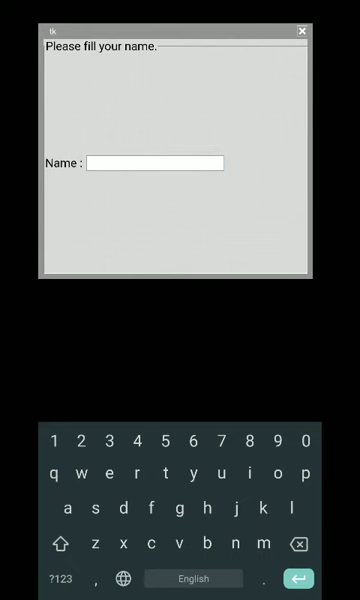 tk
Please fill your name.
Name :
1 2 3 4 5 6 7 8 9 0
q w e r t y u i o p
a s d f g h j k l
z x c v b n m
?123 , English .